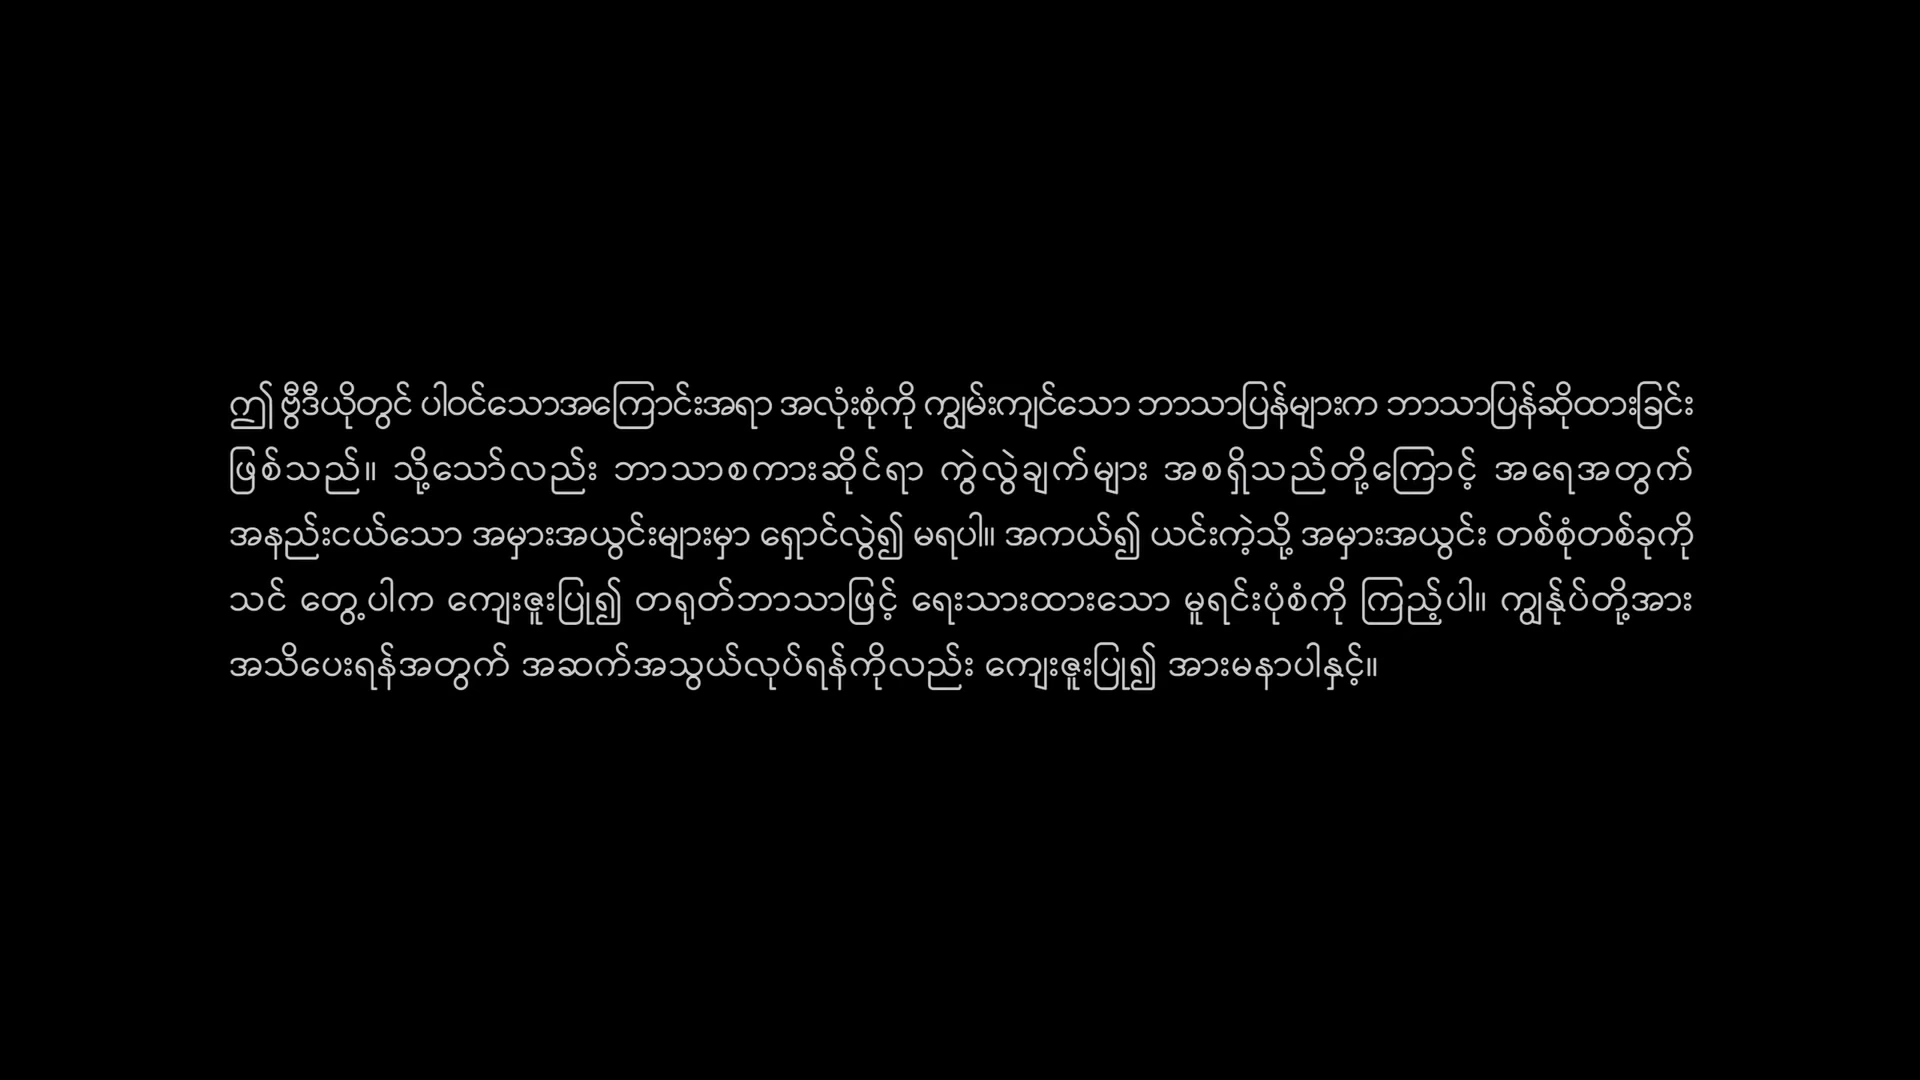 ဤ ဗွီဒီယိုတွင် ပါဝင်သောအကြောင်းအရာ အလုံးစုံကို ကျွမ်းကျင်သော ဘာသာပြန်များက ဘာသာပြန်ဆိုထားခြင်း
ဖြစ်သည်။ သို့သော်လည်း ဘာသာစကားဆိုင်ရာ ကွဲလွဲချက်များ အစရှိသည်တို့ကြောင့် အရေအတွက်
အနည်းငယ်သော အမှားအယွင်းများမှာ ရှောင်လွဲ၍ မရပါ။ အကယ်၍ ယင်းကဲ့သို့ အမှားအယွင်း တစ်စုံတစ်ခုကို
သင် တွေ့ပါက ကျေးဇူးပြု၍ တရုတ်ဘာသာဖြင့် ရေးသားထားသော မူရင်းပုံစံကို ကြည့်ပါ။ ကျွန်ုပ်တို့အား
အသိပေးရန်အတွက် အဆက်အသွယ်လုပ်ရန်ကိုလည်း ကျေးဇူးပြု၍ အားမနာပါနှင့်။